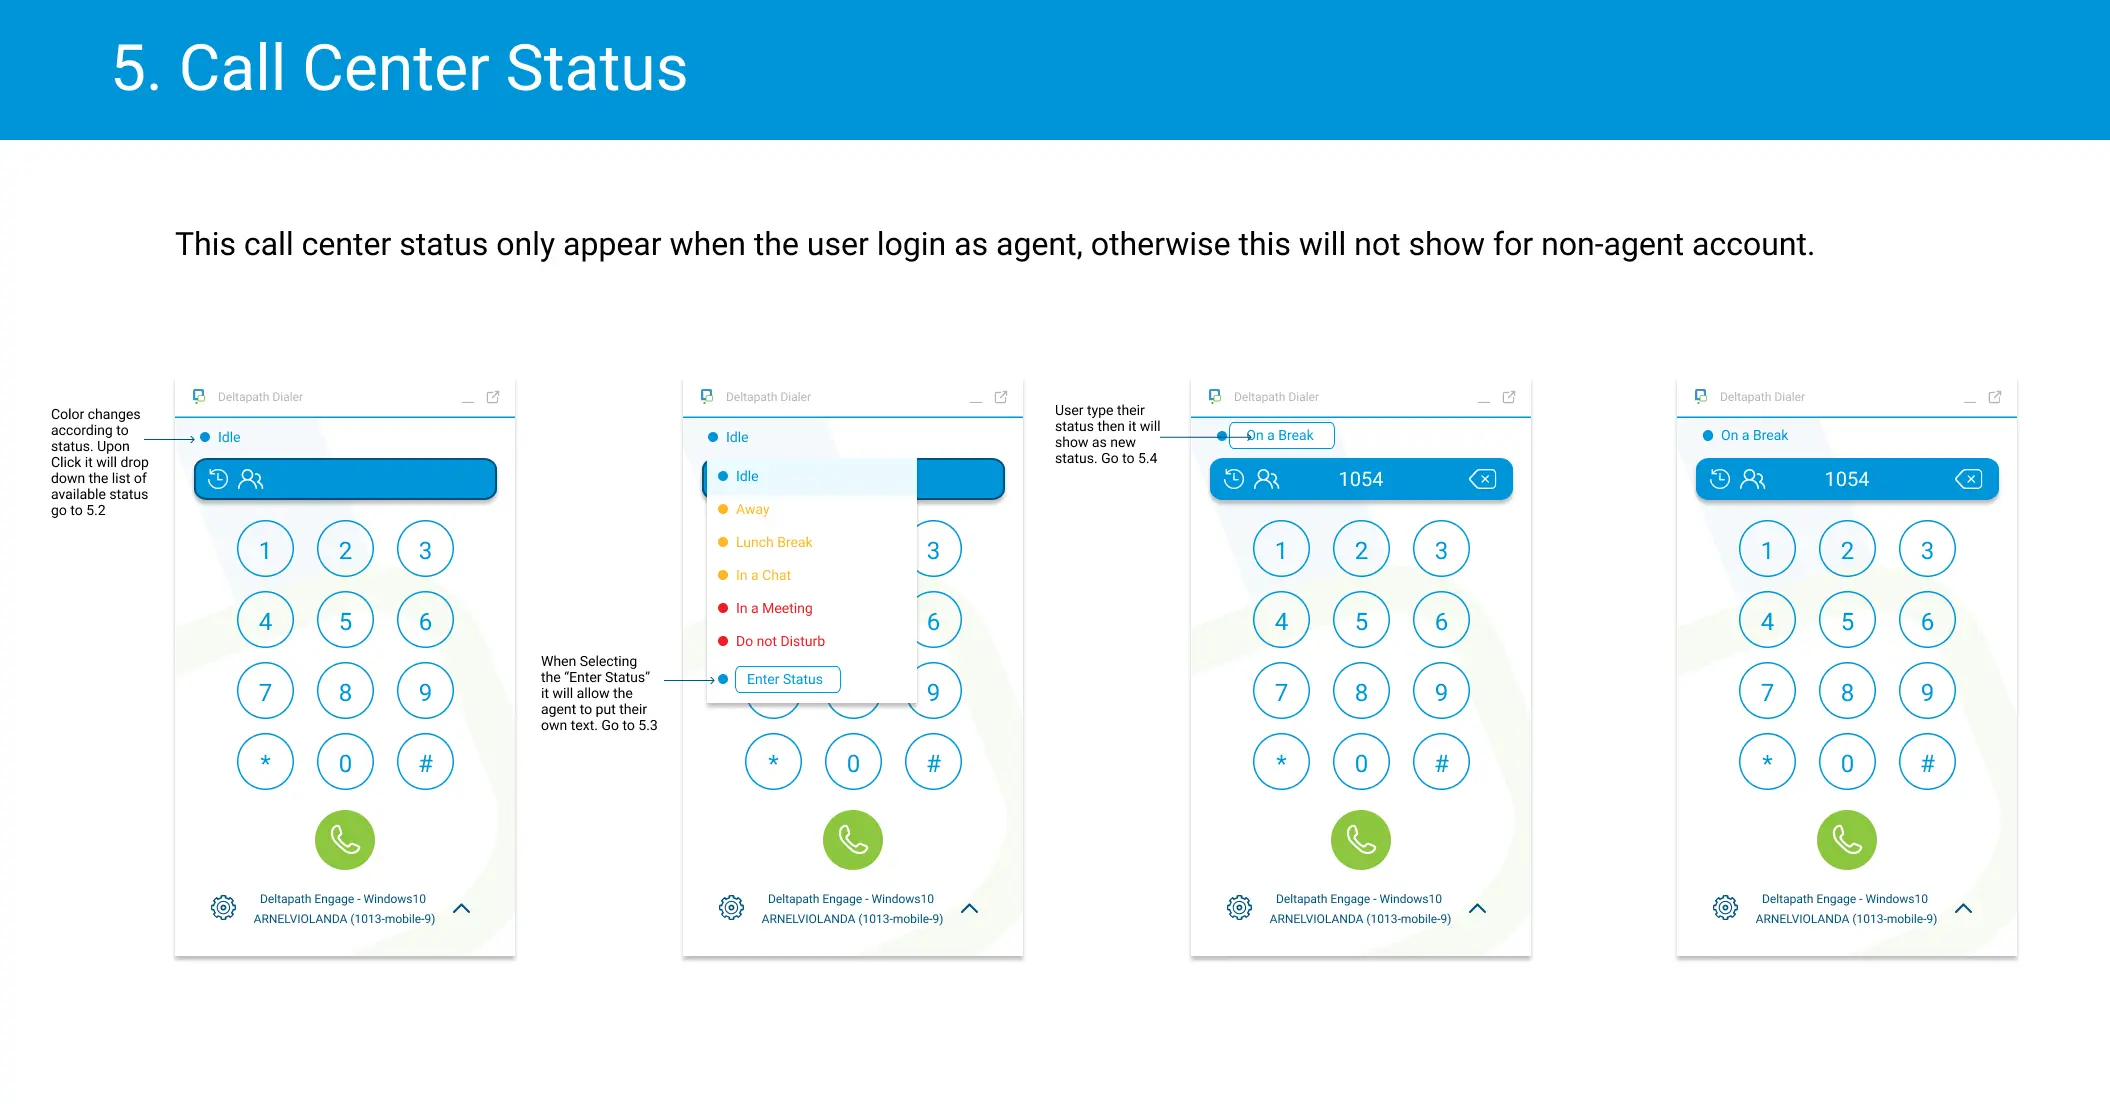 5. Call Center Status
This call center status only appear when the user login as agent, otherwise this will not show for non-agent account.
Color changes
according to
status. Upon
Click it will drop
down the list of
available status
go to 5.2
Deltapath Dialer
Idle
1 2 3
4 5 6
7 8 9
* 0 #
Deltapath Engage - Windows10
ARNELVIOLANDA (1013-mobile-9)
When Selecting
the “Enter Status”
it will allow the
agent to put their
own text. Go to 5.3
Deltapath Dialer
Idle
Idle
Away
Lunch Break
In a Chat
In a Meeting
Do not Disturb
Enter Status
3
6
9
* 0 #
Deltapath Engage - Windows10
ARNELVIOLANDA (1013-mobile-9)
User type their
status then it will
show as new
status. Go to 5.4
Deltapath Dialer
On a Break
1054
1 2 3
4 5 6
7 8 9
* 0 #
Deltapath Engage - Windows10
ARNELVIOLANDA (1013-mobile-9)
Deltapath Dialer
On a Break
1054
1 2 3
4 5 6
7 8 9
* 0 #
Deltapath Engage - Windows10
ARNELVIOLANDA (1013-mobile-9)